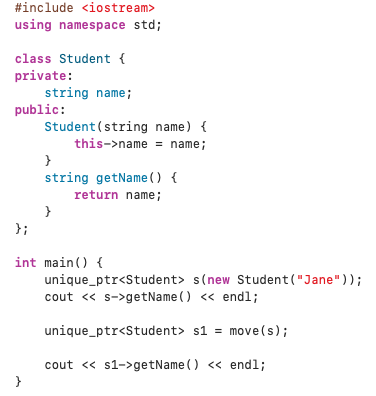 #include <iostream>
using namespace std;

class Student {
private:
    string name;
public:
    Student(string name) {
        this->name = name;
    }
    string getName() {
        return name;
    }
};

int main() {
    unique_ptr<Student> s(new Student("Jane"));
    cout << s->getName() << endl;

    unique_ptr<Student> s1 = move(s);

    cout << s1->getName() << endl;
}